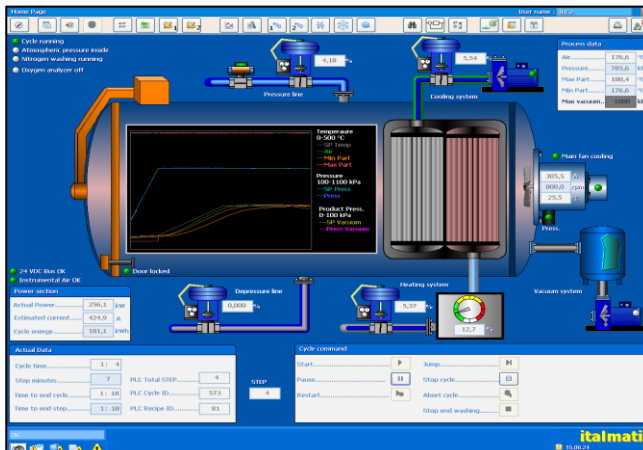 Home Page
User name :
Cycle running
Atmospheric pressure inside
Nitrogen washing running
Oxygen analyzer off
4,18 %
Pressure line
5,54 %
Cooling system
Process data
Air 178,6
Pressure 785,6
Max Part 180,4
Min Part 176,6
Max vacuum
Temperaure
0-500 °C
SP Temp
Air
Min Part
Max Part
Pressure
100-1100 kPa
SP Press
Press
Product Press.
0-100 kPa
SP Vacuum
Press Vacuum
Main fan cooling
305,5
800,0 rpm
25,5
Press.
24 VDC Bus OK
Instrumental Air OK
Door locked
Power section
Actual Power 256,1 kW
Estimated current 424,9 A
Cycle energy 181,1 kWh
Depressure line
0,000 %
Heating system
5,37 %
12,7 %
Vacuum system
Actual Data
Cycle time 1: 4
Step minutes 7
Time to end cycle 1: 18
Time to end step 1: 18
PLC Total STEP 4
PLC Cycle ID 573
PLC Recipe ID 81
STEP
4
Cycle command
Start
Pause
Restart
Jump
Stop cycle
Abort cycle
Stop end washing
italmati
15.06.21